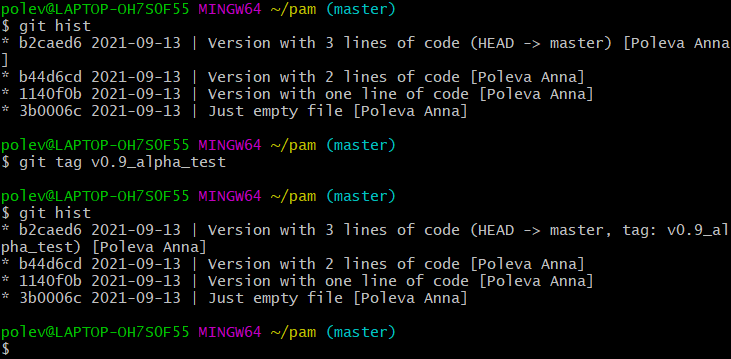 polev@LAPTOP-OH7S0F55 MINGW64 ~/pam (master)
$ git hist
* b2caed6 2021-09-13 | Version with 3 lines of code (HEAD -> master) [Poleva Anna
]
* b44d6cd 2021-09-13 | Version with 2 lines of code [Poleva Anna]
* 1140f0b 2021-09-13 | Version with one line of code [Poleva Anna]
* 3b0006c 2021-09-13 | Just empty file [Poleva Anna]
polev@LAPTOP-OH7S0F55 MINGW64 ~/pam (master)
$ git tag v0.9_alpha_test
polev@LAPTOP-OH7S0F55 MINGW64 ~/pam (master)
$ git hist
* b2caed6 2021-09-13 | Version with 3 lines of code (HEAD -> master, tag: v0.9_al
pha_test) [Poleva Anna]
* b44d6cd 2021-09-13 | Version with 2 lines of code [Poleva Anna]
* 1140f0b 2021-09-13 | Version with one line of code [Poleva Anna]
* 3b0006c 2021-09-13 | Just empty file [Poleva Anna]
polev@LAPTOP-OH7S0F55 MINGW64 ~/pam (master)
$